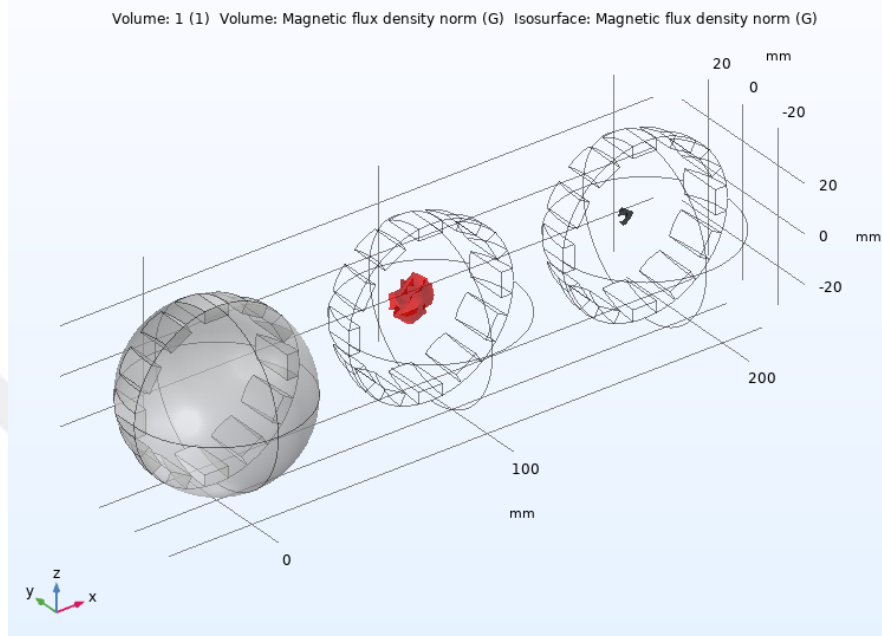 Volume: 1 (1) Volume: Magnetic flux density norm (G) Isosurface: Magnetic flux density norm (G)
mm
20
0
-20
20
0
mm
-20
200
100
mm
0
z
y
x